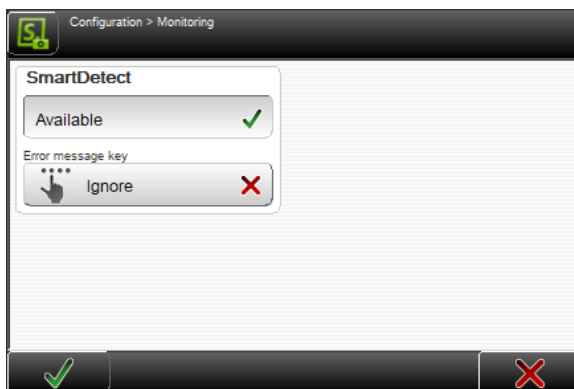 Configuration > Monitoring
SmartDetect
Available
Error message key
Ignore